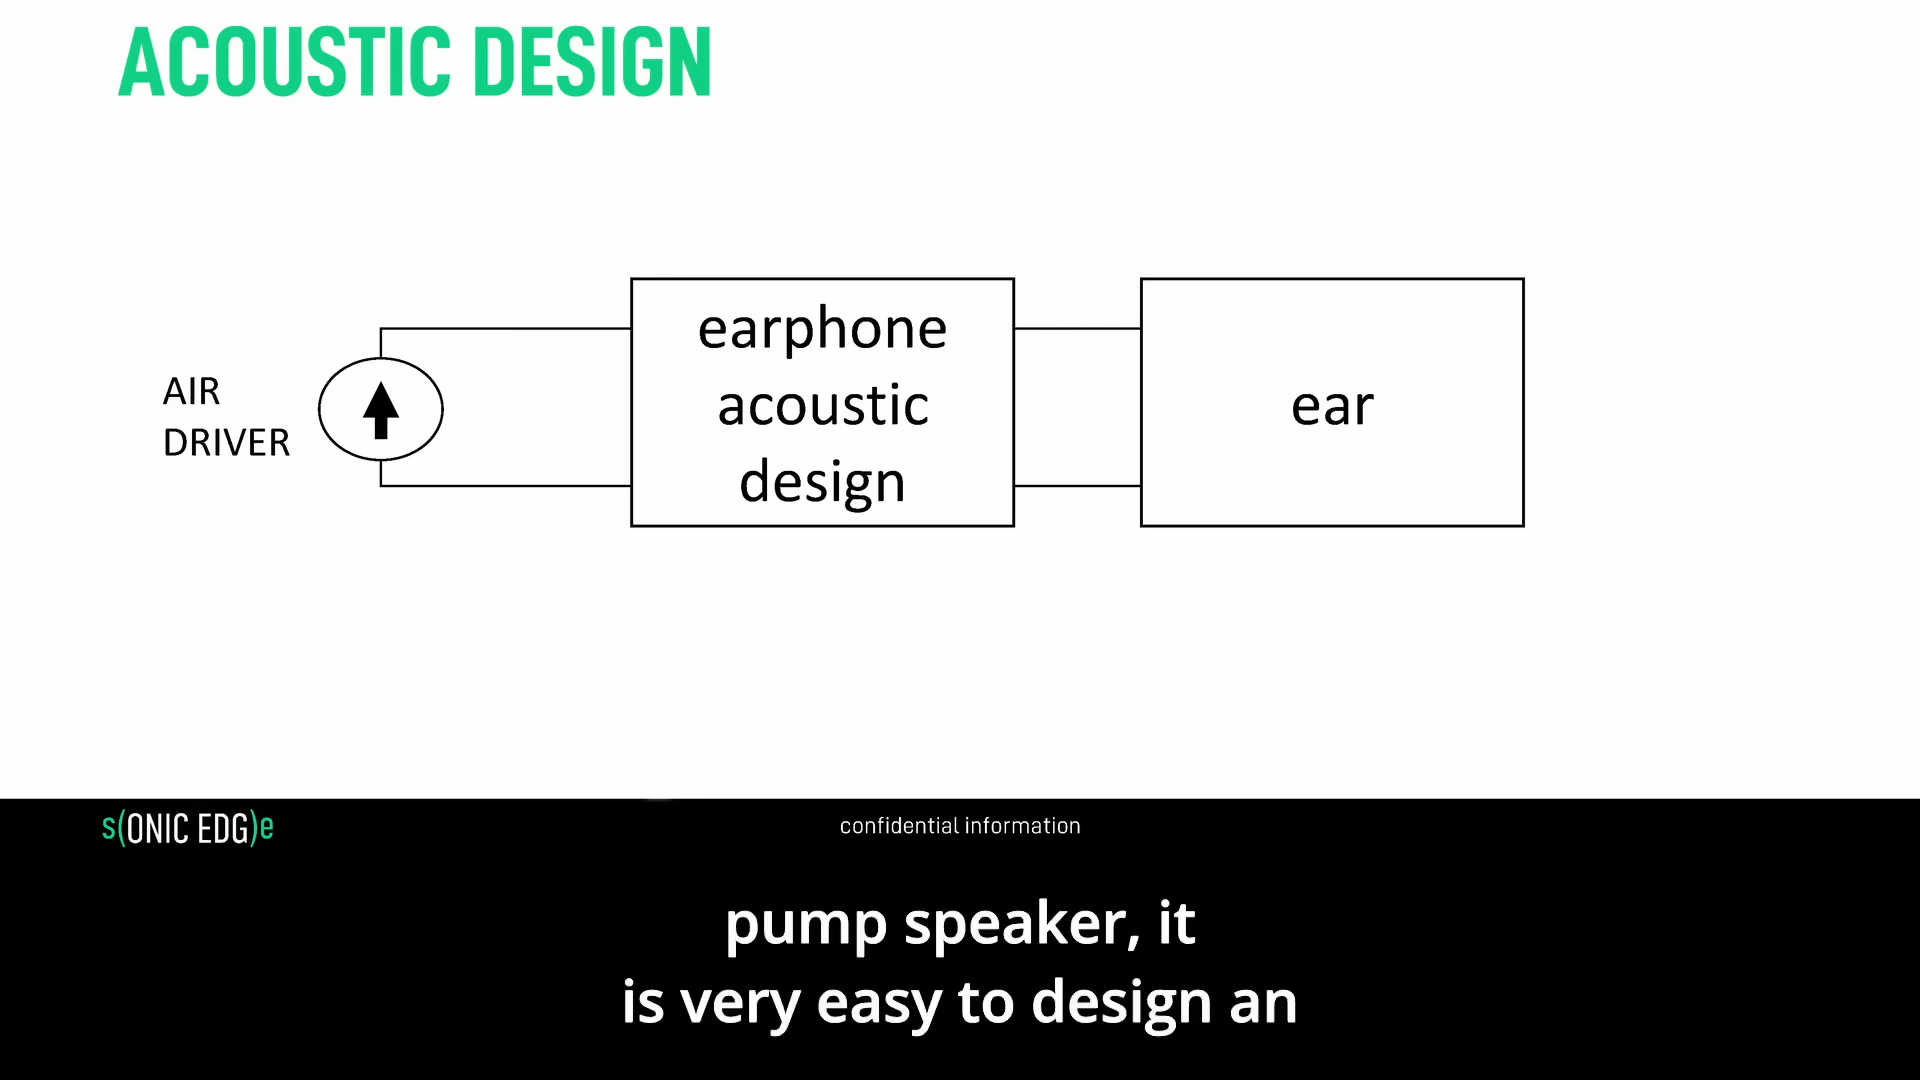 ACOUSTIC DESIGN
AIR
DRIVER
earphone
acoustic
design
ear
s(ONIC EDG)e
confidential information
pump speaker, it
is very easy to design an